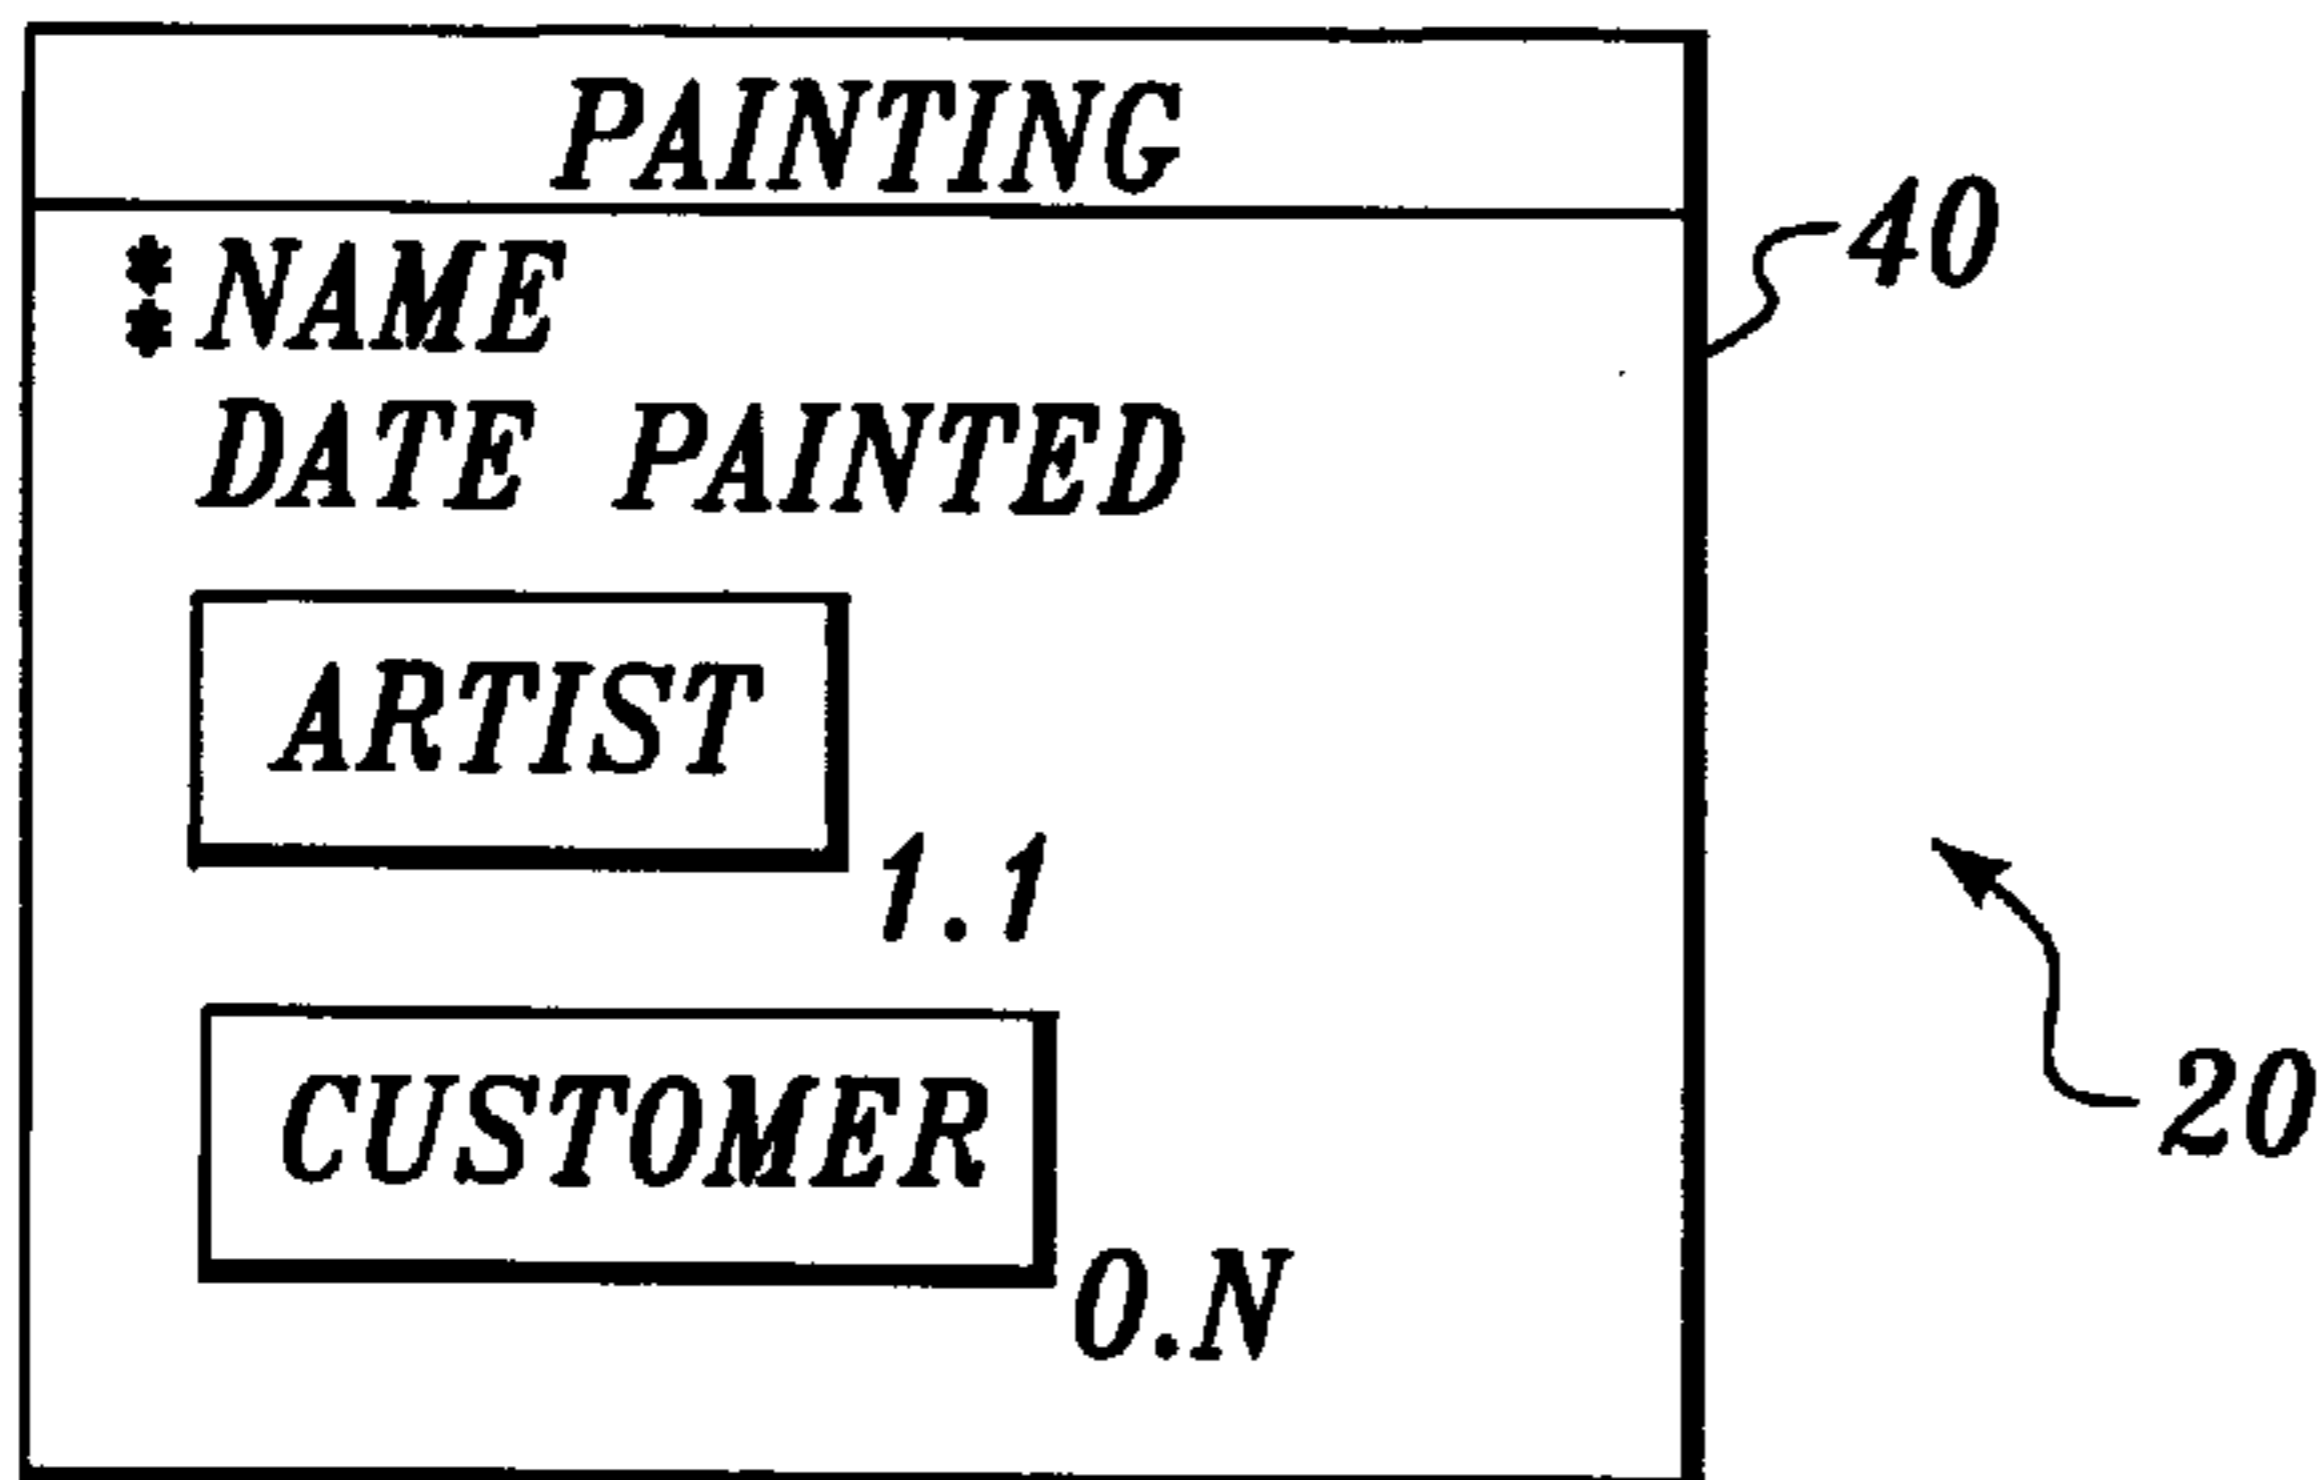 PAINTING
**NAME
40
DATE PAINTED
ARTIST
1.1
CUSTOMER
20
0.N